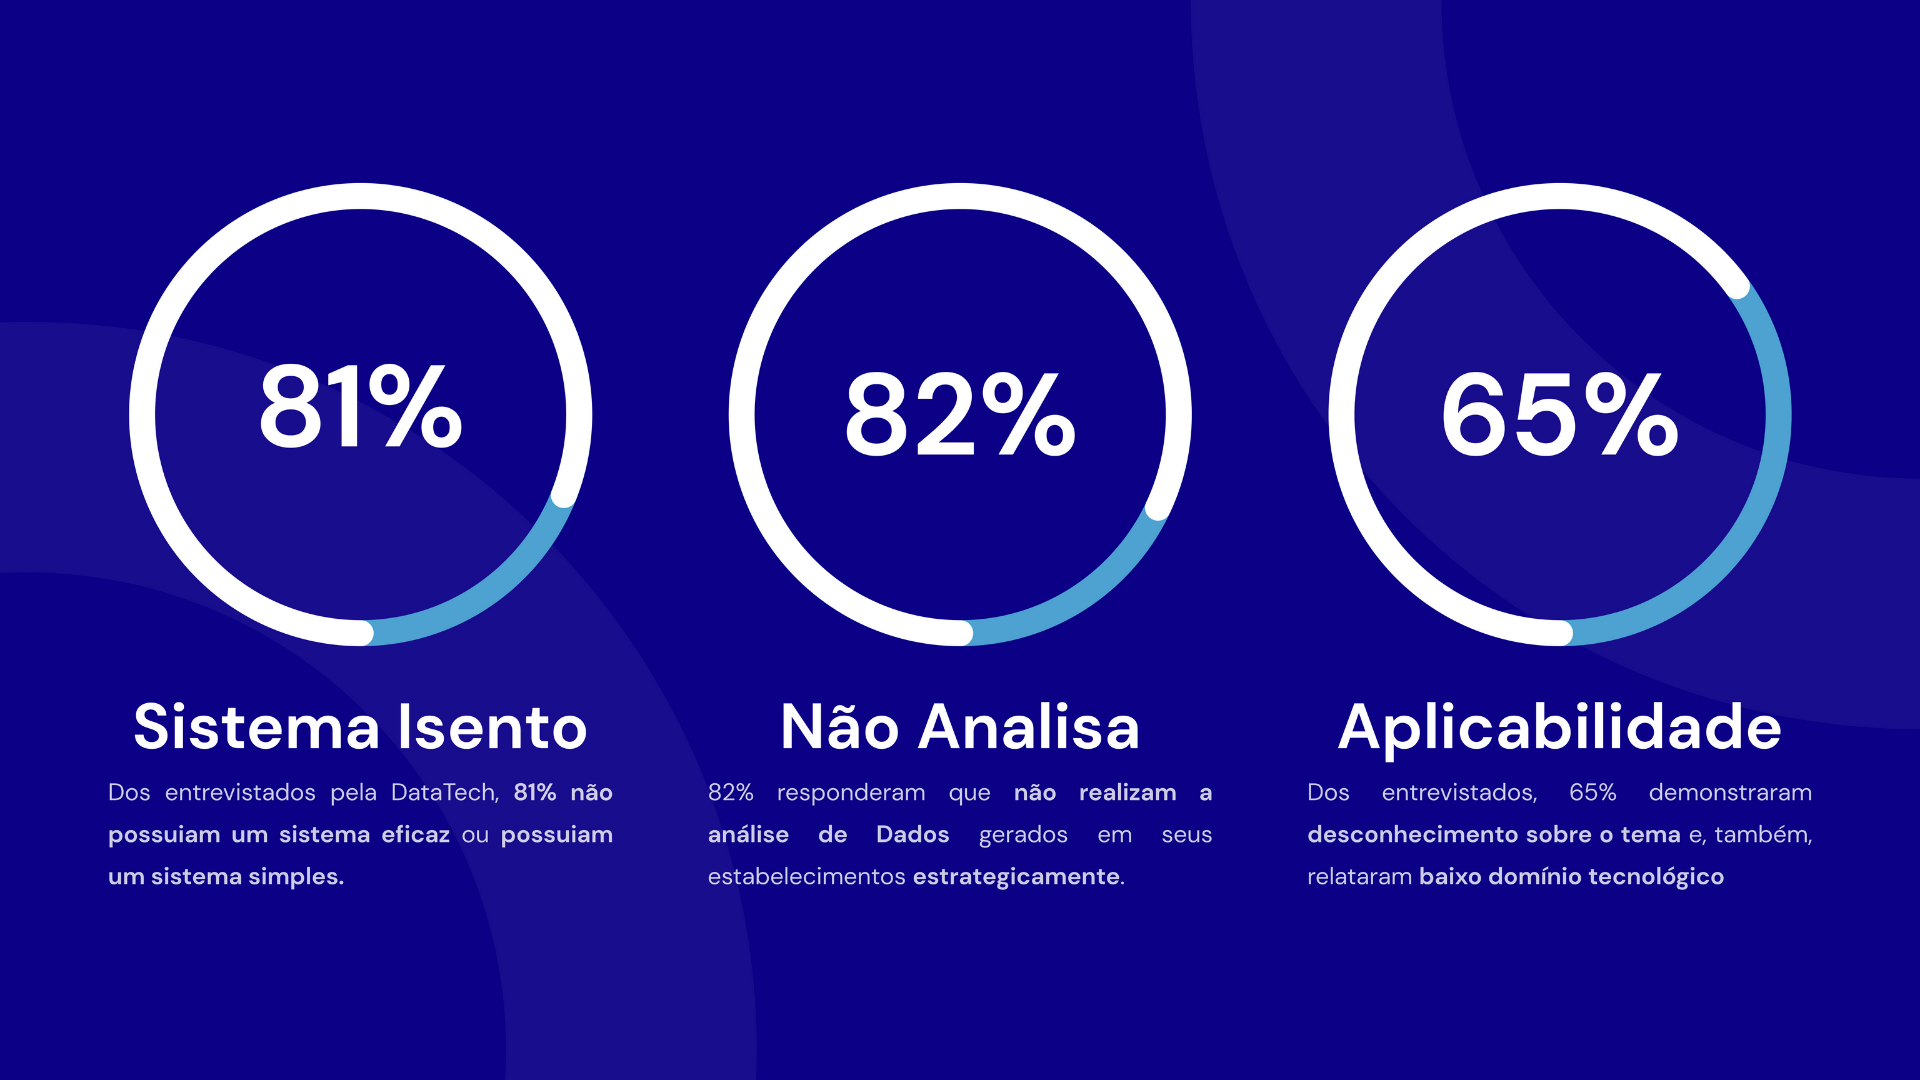 81%
82%
65%
Sistema Isento
Dos entrevistados pela DataTech, 81% não
possuiam um sistema eficaz ou possuiam
um sistema simples.
Não Analisa
82% responderam que não realizam a
análise de Dados gerados em seus
estabelecimentos estrategicamente.
Aplicabilidade
Dos entrevistados, 65% demonstraram
desconhecimento sobre o tema e, também,
relataram baixo domínio tecnológico